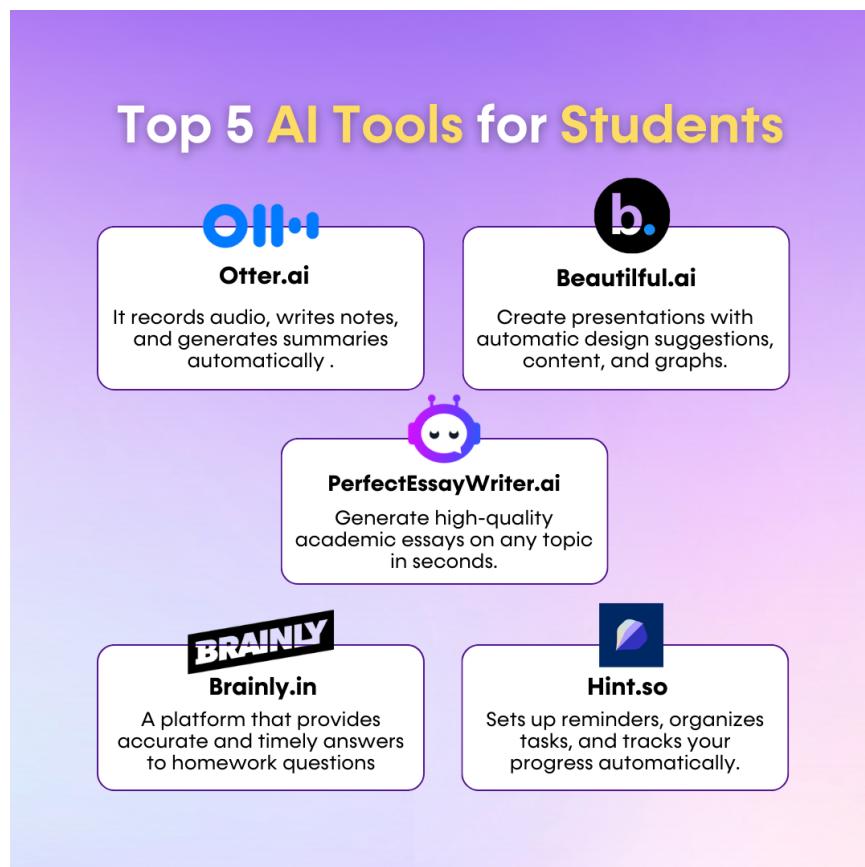 Top 5 AI Tools for Students
Otter.ai
It records audio, writes notes,
and generates summaries
automatically .
b.
Beautilful.ai
Create presentations with
automatic design suggestions,
content, and graphs.
PerfectEssayWriter.ai
Generate high-quality
academic essays on any topic
in seconds.
BRAINLY
Brainly.in
A platform that provides
accurate and timely answers
to homework questions
Hint.so
Sets up reminders, organizes
tasks, and tracks your
progress automatically.